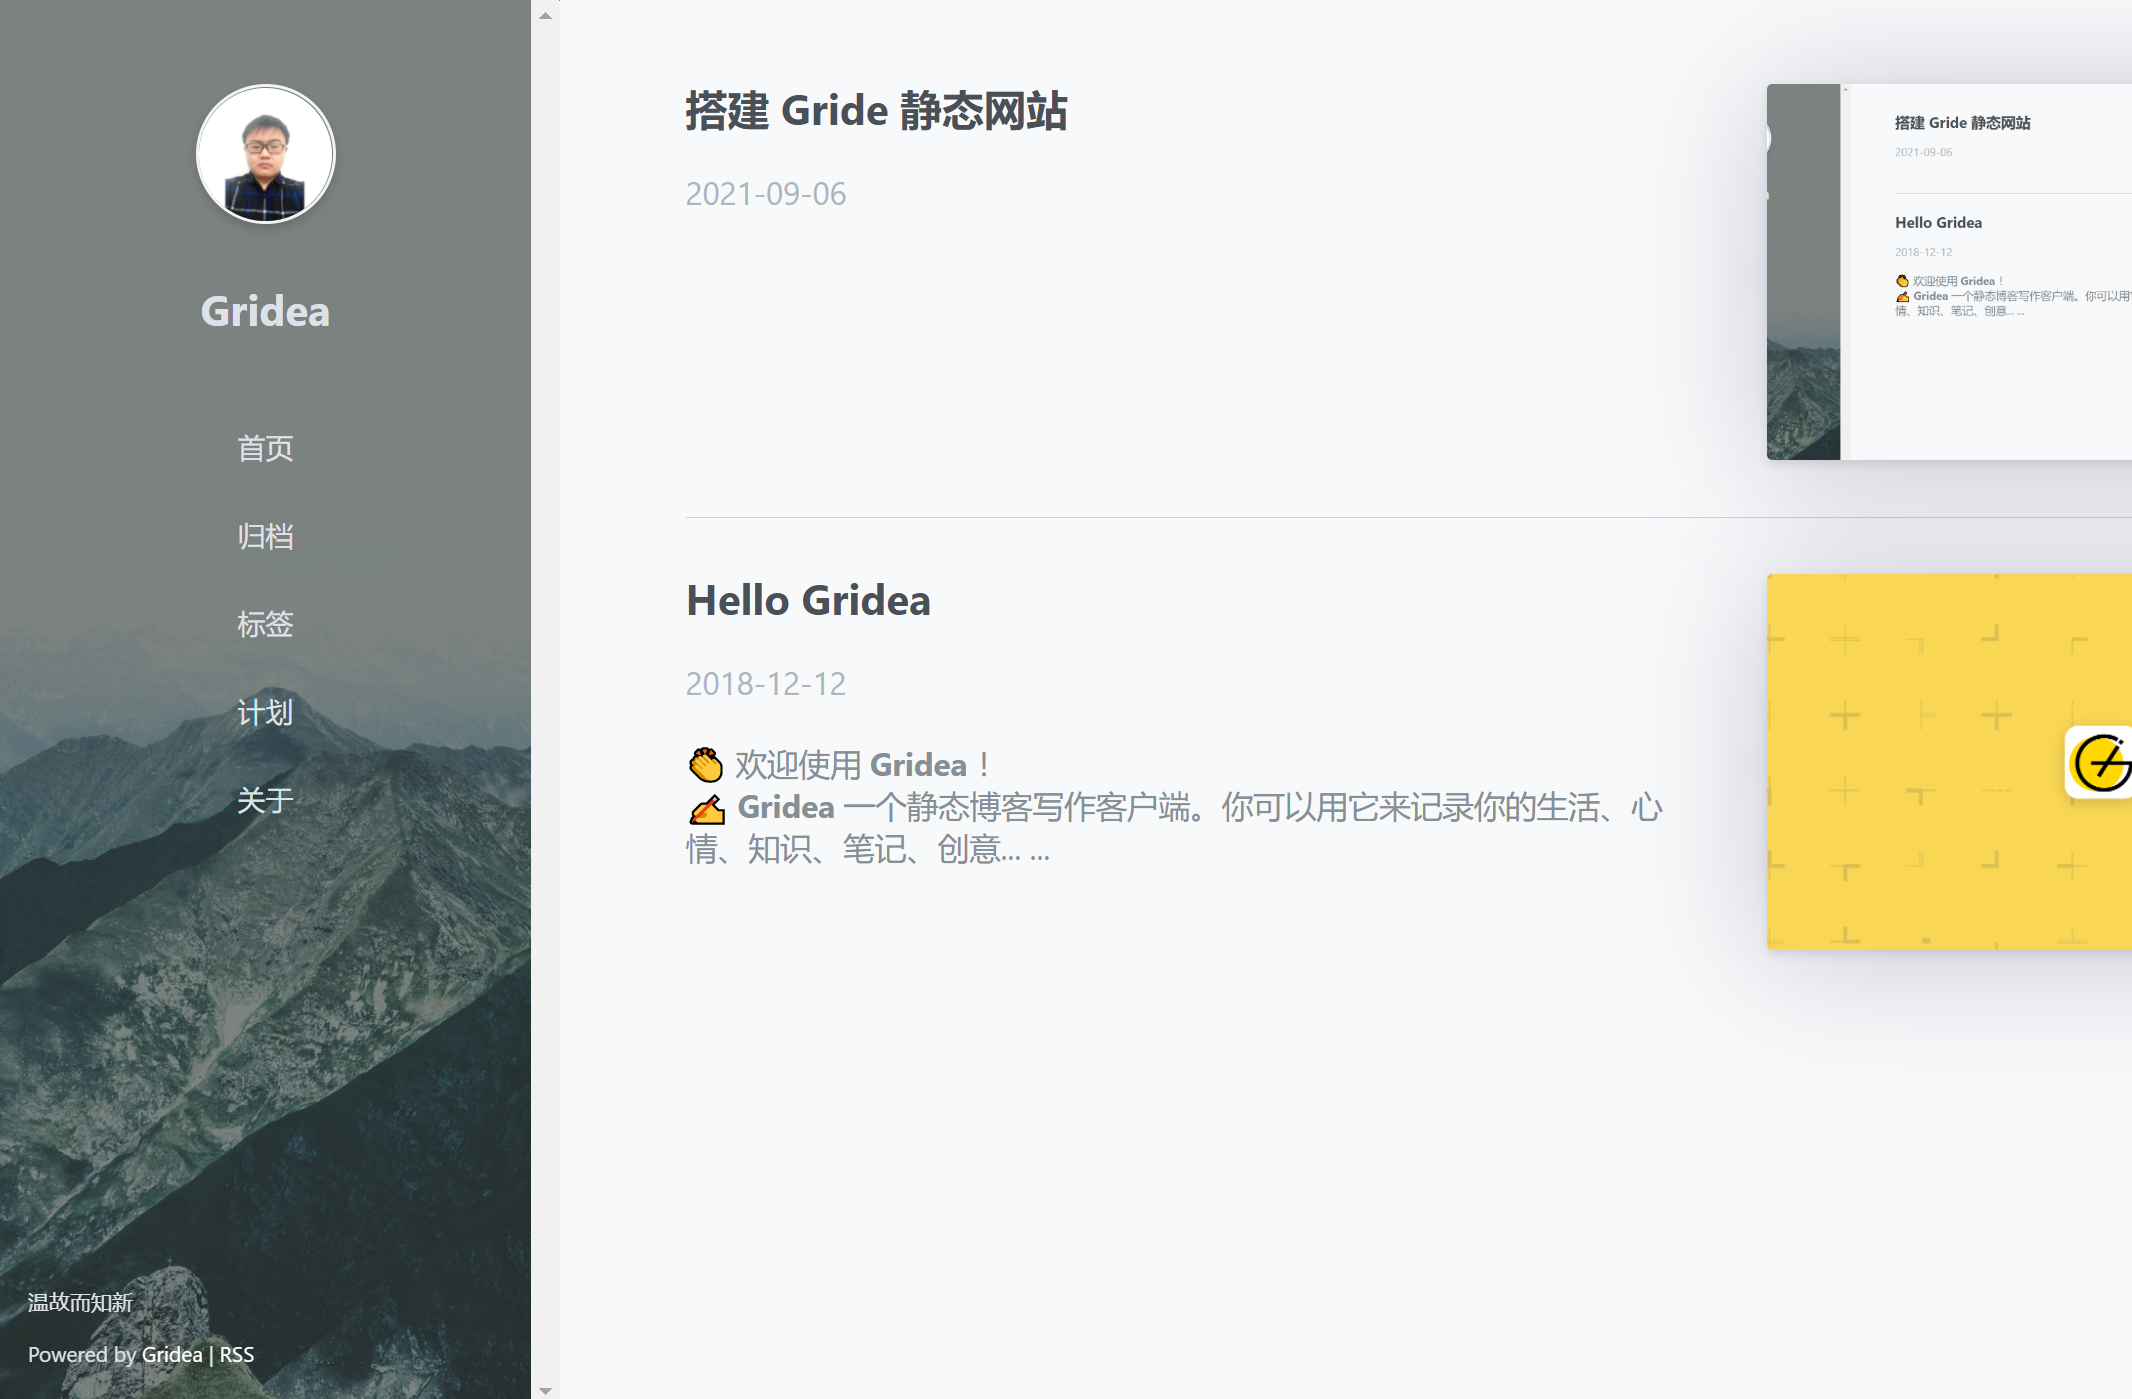 Gridea
首页
归档
标签
计划
关于
温故而知新
Powered by Gridea | RSS
搭建 Gride 静态网站
2021-09-06
Hello Gridea
2018-12-12
👏 欢迎使用 Gridea！
✍️ Gridea 一个静态博客写作客户端。你可以用它来记录你的生活、心
情、知识、笔记、创意... ...
搭建 Gride 静态网站
2021-09-06
Hello Gridea
2018-12-12
👏 欢迎使用 Gridea！
✍️ Gridea 一个静态博客写作客户端。你可以用
情、知识、笔记、创意... ...